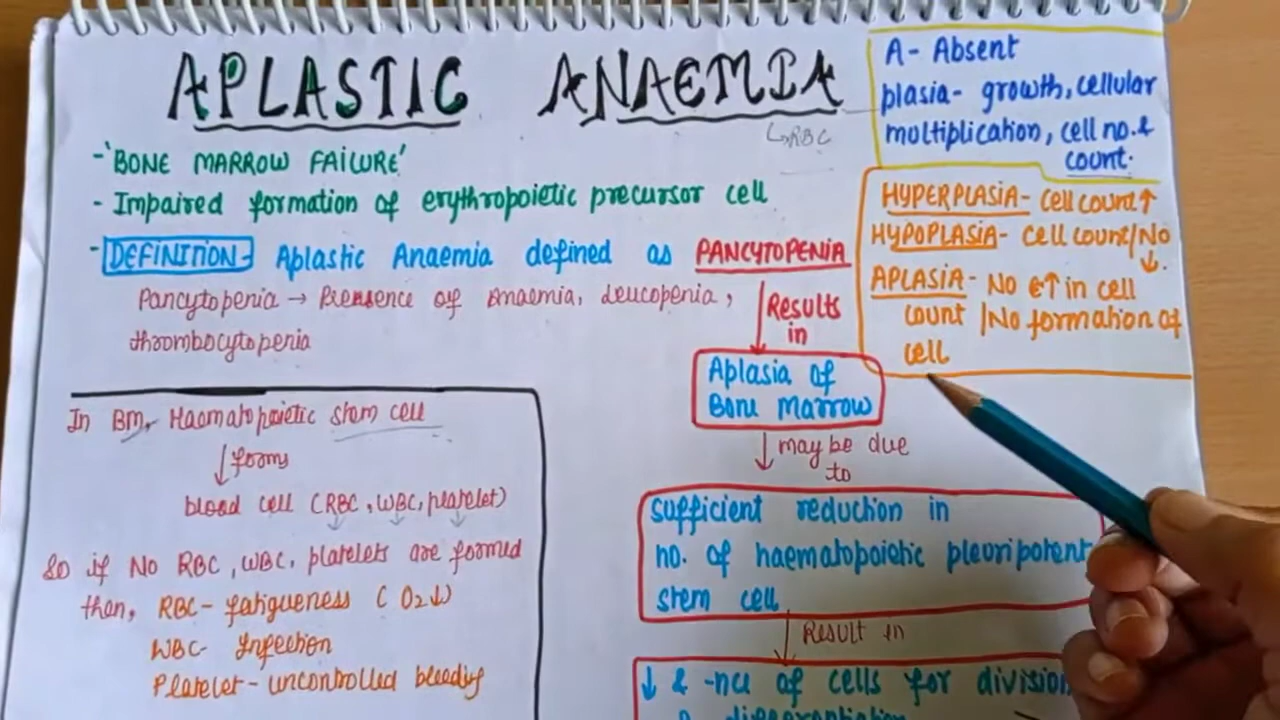 APLASTIC ANAEMIA
↳RBC
A- Absent
plasia- growth, cellular
multiplication, cell no. &
count.
-'BONE MARROW FAILURE'
- Impaired formation of erythropoietic precursor cell
HYPERPLASIA- cell count↑
HYPOPLASIA- cell count/No
↓.
APLASIA- No ↑ in cell
count /No formation of
cell
- DEFINITION- Aplastic Anaemia defined as PANCYTOPENIA
Pancytopenia → Presence of Anaemia, Leucopenia,
thrombocytopenia
↓ Results
in
Aplasia of
Bone Marrow
↓ may be due
to
sufficient reduction in
no. of haematopoietic pleuripotent
stem cell
↓ Result in
↓ & -nce of cells for division
In BM, Haematopoietic stem cell
↓ forms
blood cell (RBC, WBC, platelet)
So if No RBC, WBC, platelets are formed
then, RBC- fatigueness (O2↓)
WBC- Infection
Platelet- uncontrolled bleeding